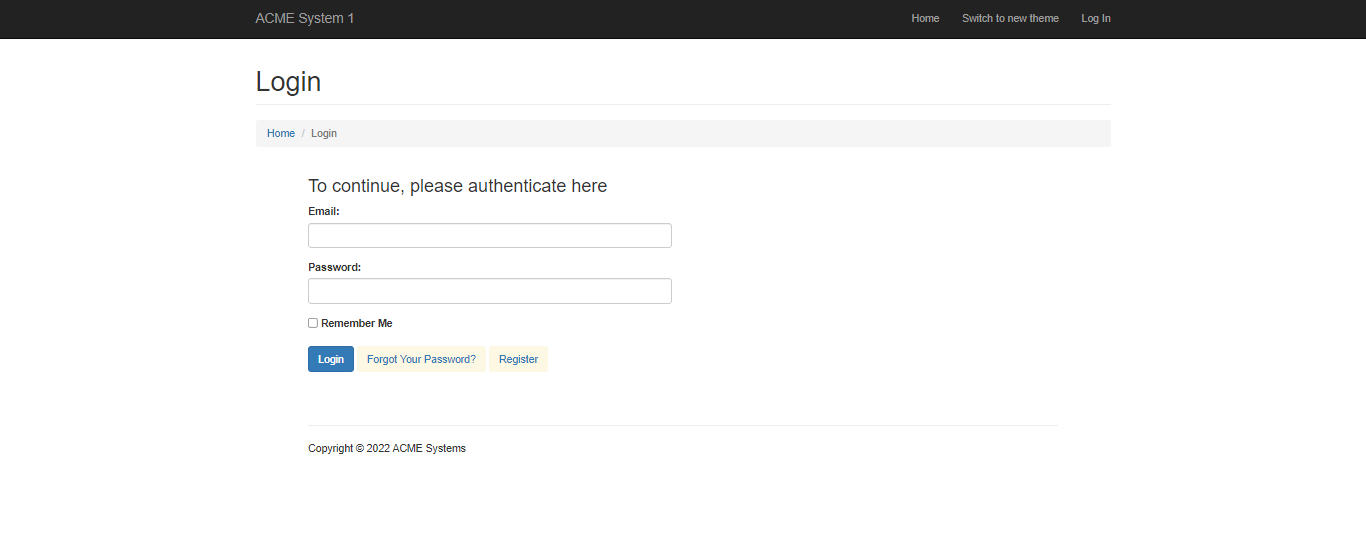 ACME System 1 Home Switch to new theme Log In
Login
Home / Login
To continue, please authenticate here
Email:
Password:
Remember Me
Login Forgot Your Password? Register
Copyright © 2022 ACME Systems